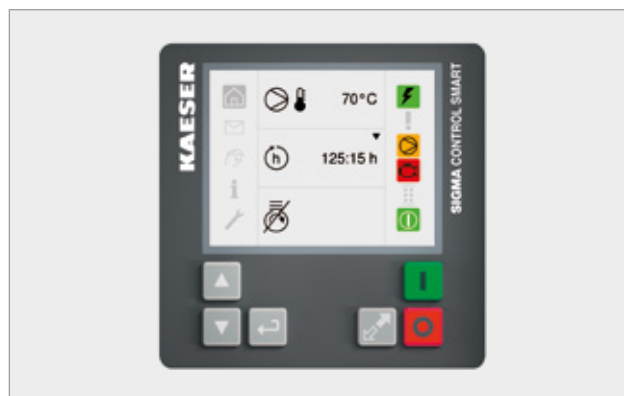 KAESER
70°C
h
125:15 h
SIGMA CONTROL SMART
I
O